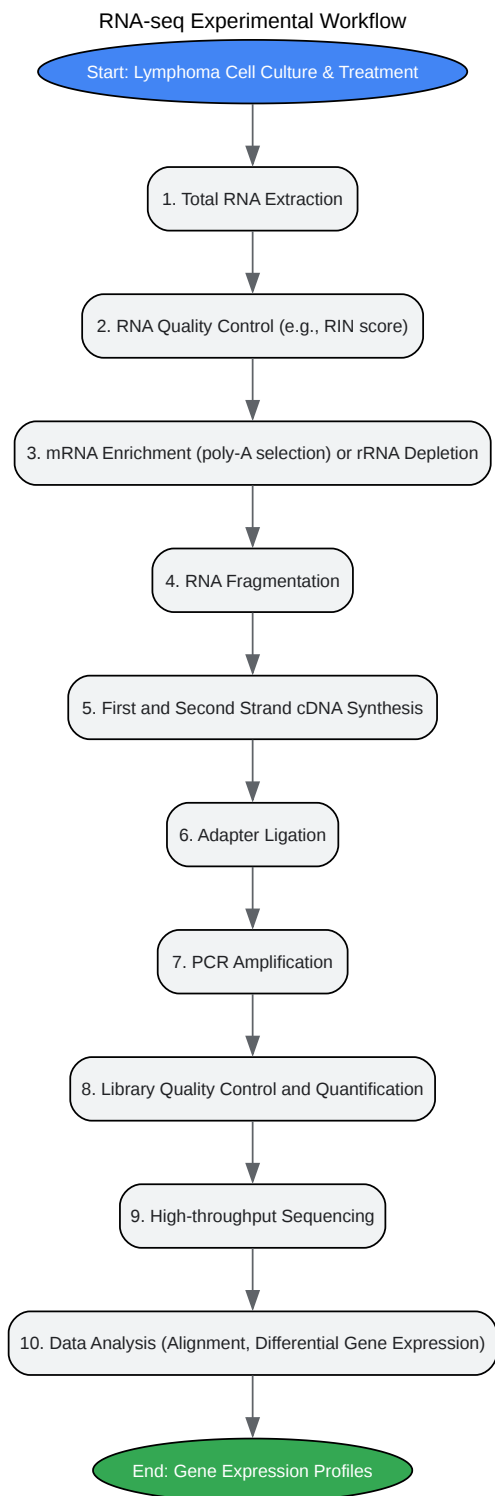 RNA-seq Experimental Workflow
Start: Lymphoma Cell Culture & Treatment
1. Total RNA Extraction
2. RNA Quality Control (e.g., RIN score)
3. mRNA Enrichment (poly-A selection) or rRNA Depletion
4. RNA Fragmentation
5. First and Second Strand cDNA Synthesis
6. Adapter Ligation
7. PCR Amplification
8. Library Quality Control and Quantification
9. High-throughput Sequencing
10. Data Analysis (Alignment, Differential Gene Expression)
End: Gene Expression Profiles